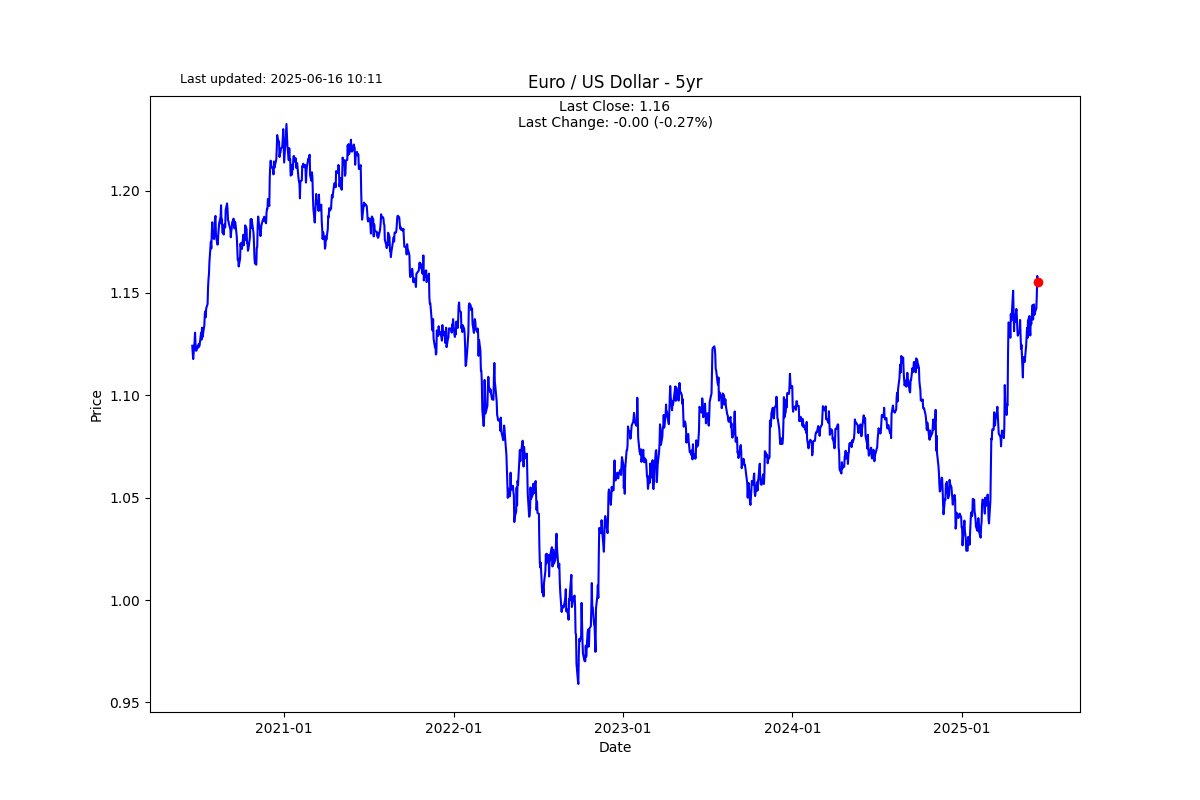 Last updated: 2025-06-16 10:11
Euro / US Dollar - 5yr
Last Close: 1.16
Last Change: -0.00 (-0.27%)
1.20
1.15
1.10
1.05
1.00
0.95
Price
2021-01
2022-01
2023-01
2024-01
2025-01
Date